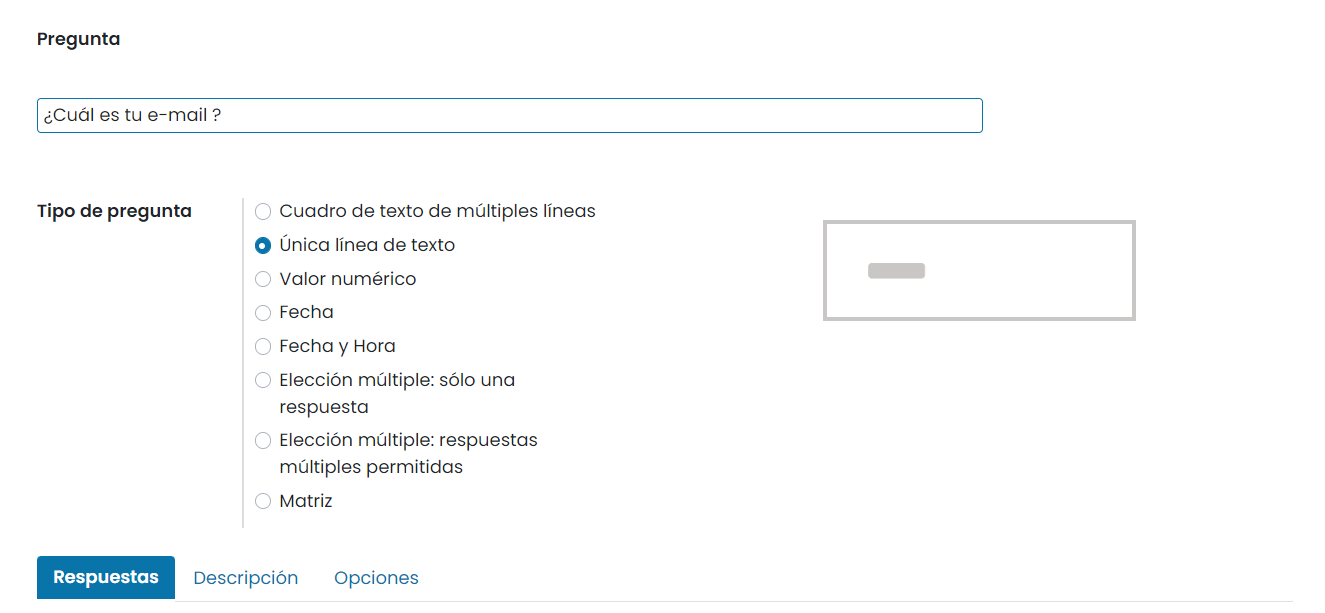 Pregunta
¿Cuál es tu e-mail ?
Tipo de pregunta
Cuadro de texto de múltiples líneas
Única línea de texto
Valor numérico
Fecha
Fecha y Hora
Elección múltiple: sólo una
respuesta
Elección múltiple: respuestas
múltiples permitidas
Matriz
Respuestas
Descripción
Opciones